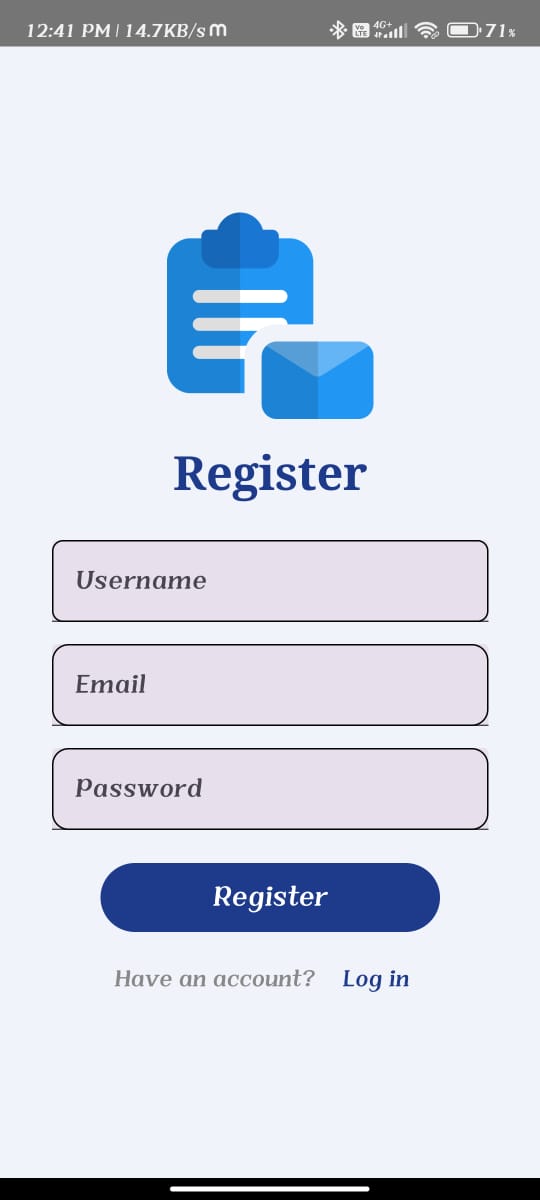 12:41 PM | 14.7KB/s
Vo LTE 4G+ 71%
Register
Username
Email
Password
Register
Have an account? Log in